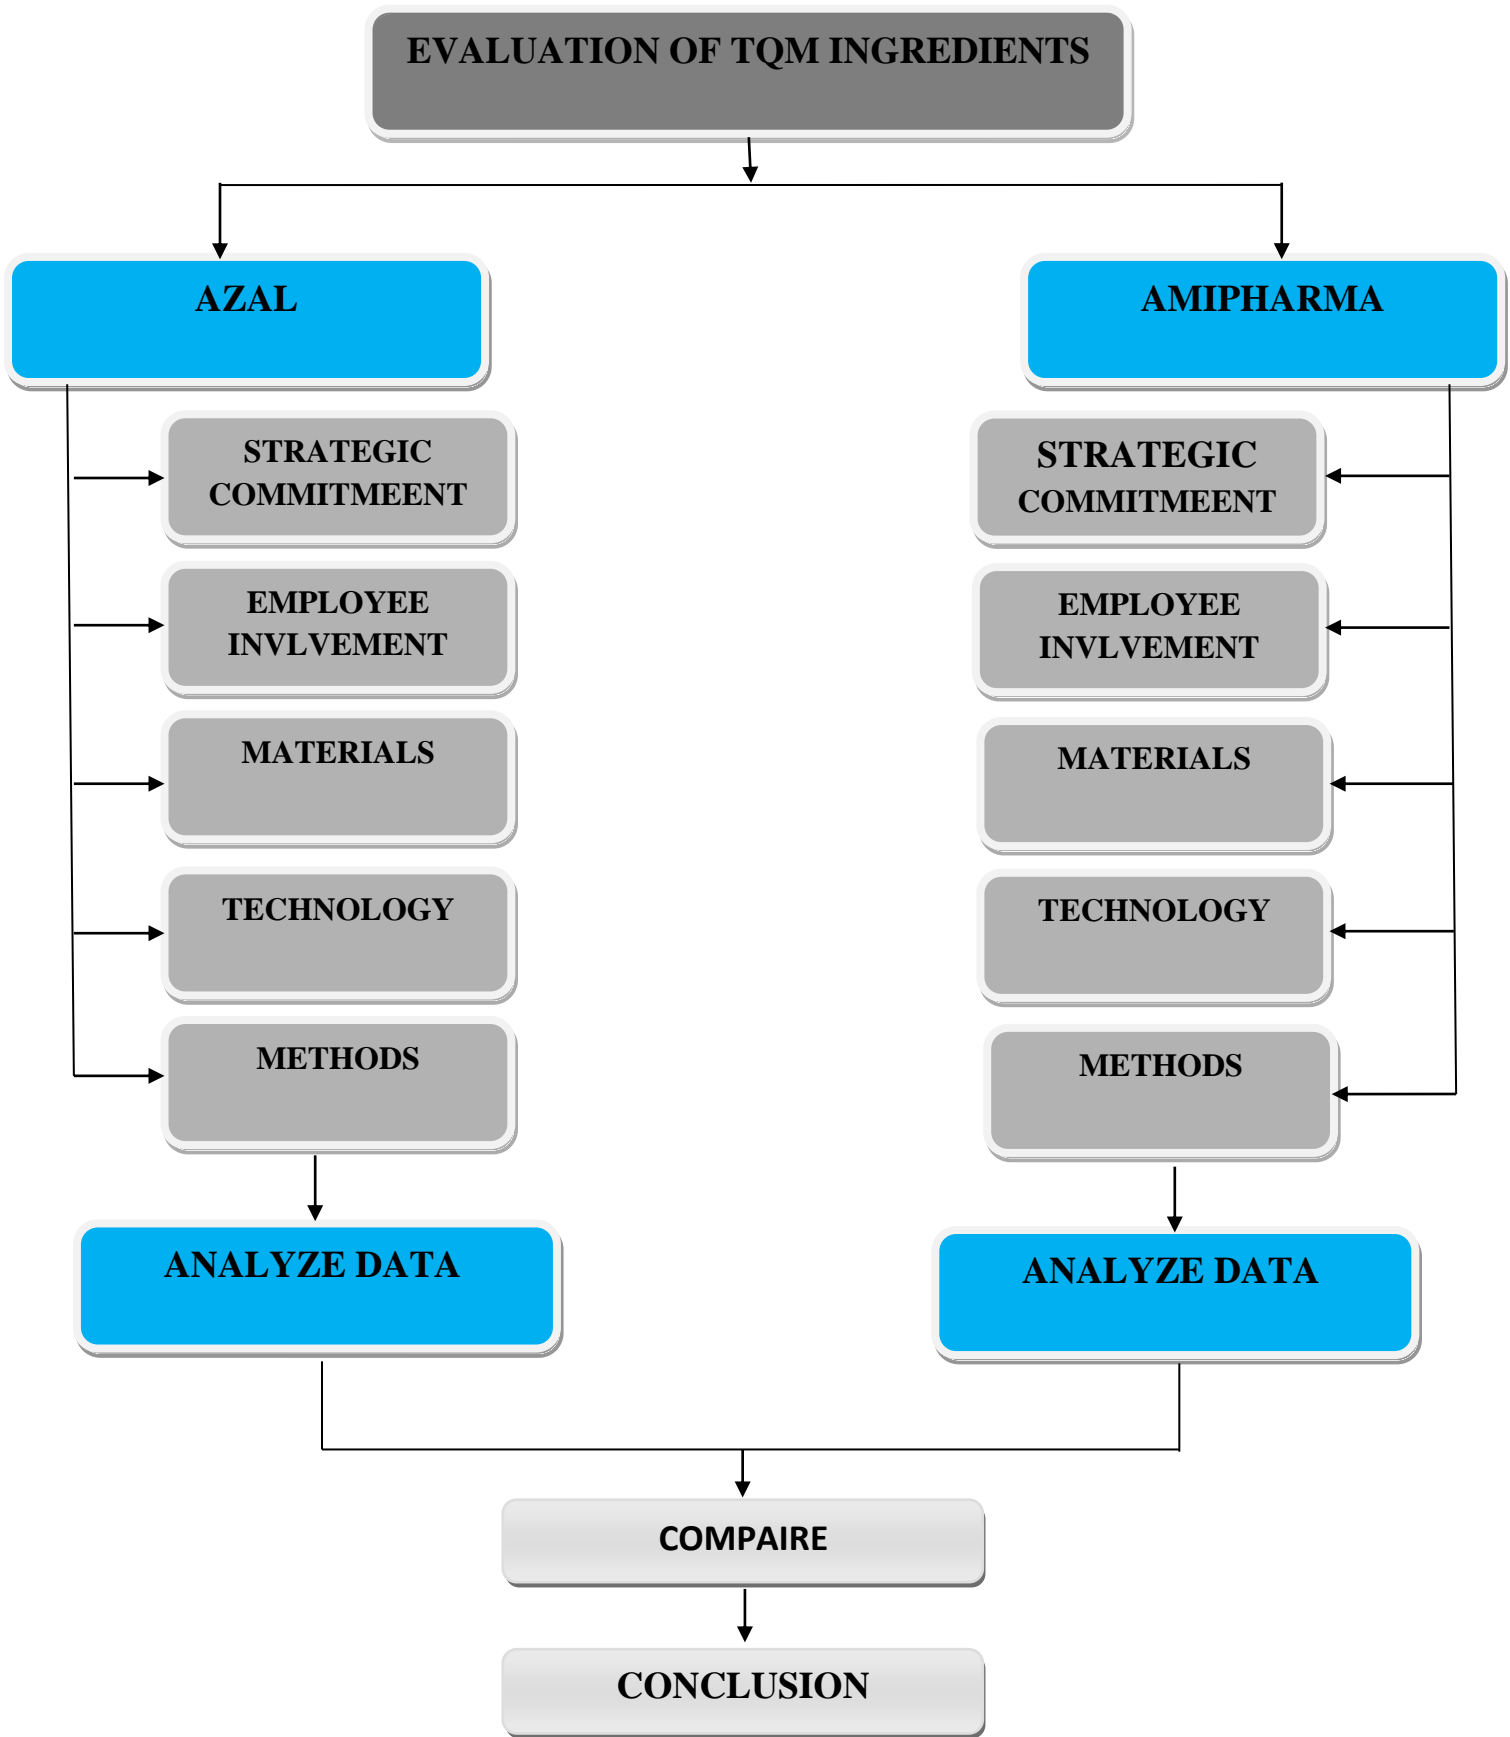 EVALUATION OF TQM INGREDIENTS
AZAL
STRATEGIC
COMMITMEENT
EMPLOYEE
INVLVEMENT
MATERIALS
TECHNOLOGY
METHODS
ANALYZE DATA
AMIPHARMA
STRATEGIC
COMMITMEENT
EMPLOYEE
INVLVEMENT
MATERIALS
TECHNOLOGY
METHODS
ANALYZE DATA
COMPAIRE
CONCLUSION